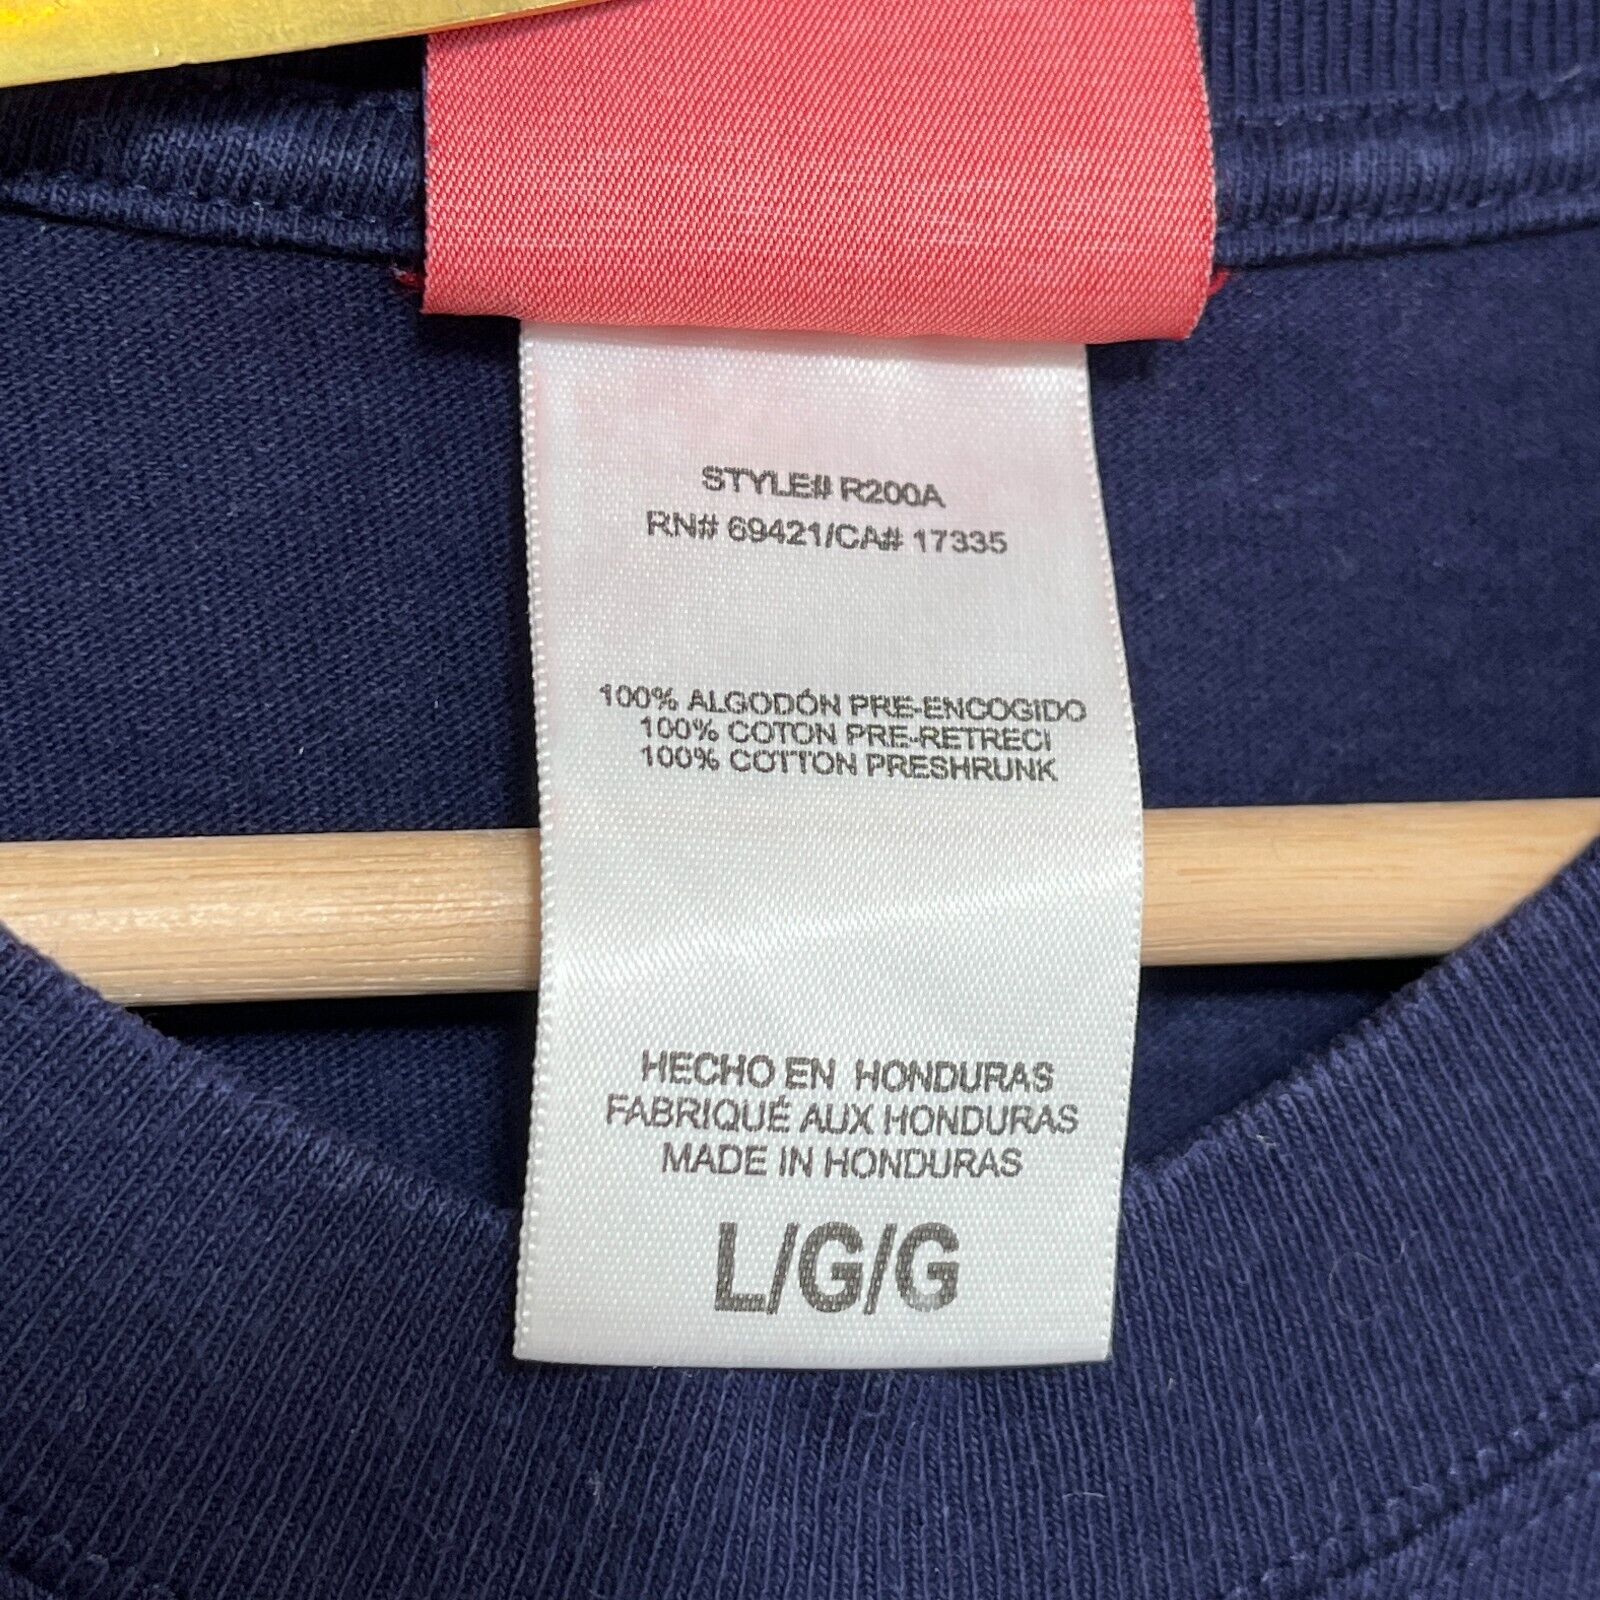 STYLE# R200A
RN# 69421/CA# 17335
100% ALGODÓN PRE-ENCOGIDO
100% COTON PRE-RETRECI
100% COTTON PRESHRUNK
HECHO EN HONDURAS
FABRIQUÉ AUX HONDURAS
MADE IN HONDURAS
L/G/G